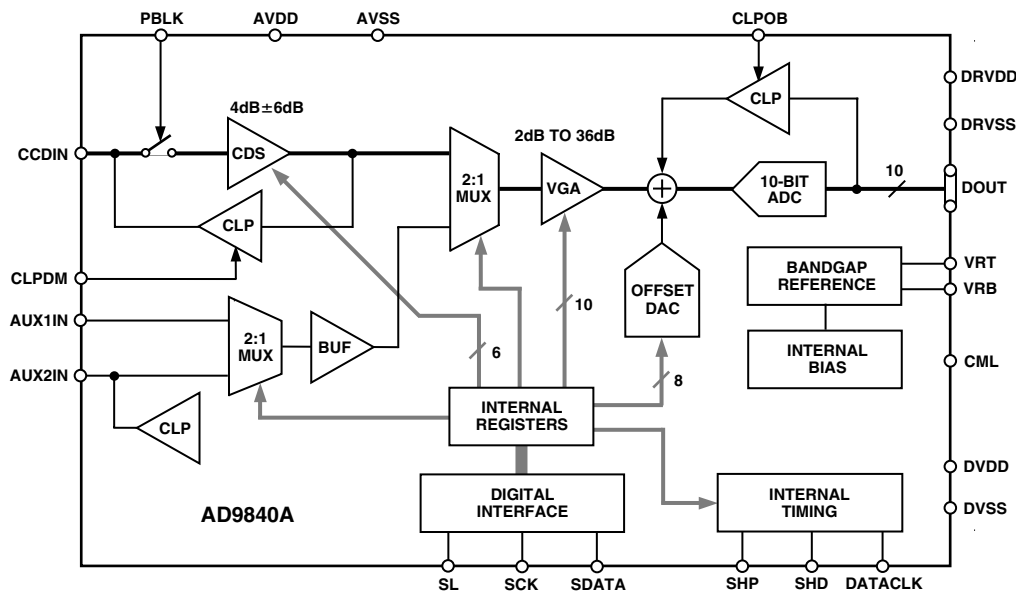 PBLK
AVDD
AVSS
CLPOB
DRVDD
4dB±6dB
CLP
2dB TO 36dB
DRVSS
CCDIN
CDS
2:1
MUX
VGA
10-BIT
ADC
10
DOUT
CLP
CLPDM
OFFSET
DAC
BANDGAP
REFERENCE
VRT
VRB
AUX1IN
2:1
MUX
BUF
10
6
INTERNAL
BIAS
CML
AUX2IN
8
CLP
INTERNAL
REGISTERS
DVDD
AD9840A
DIGITAL
INTERFACE
INTERNAL
TIMING
DVSS
SL
SCK
SDATA
SHP
SHD
DATACLK